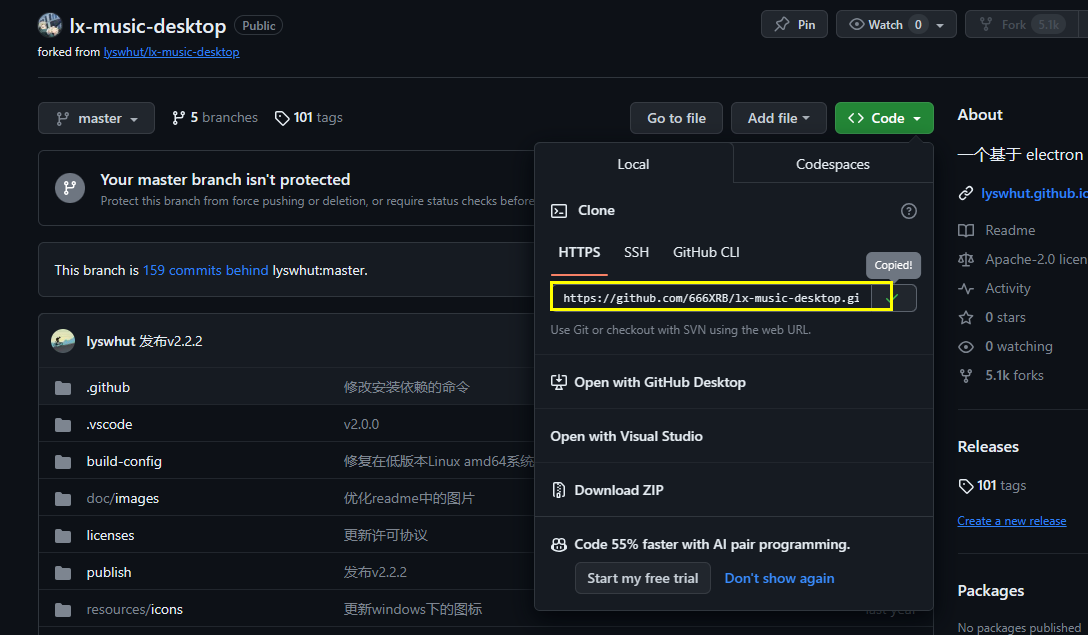 lx-music-desktop Public
Pin
Watch 0
Fork 5.1k
forked from lyswhut/lx-music-desktop
master
5 branches
101 tags
Go to file
Add file
Code
Your master branch isn't protected
Protect this branch from force pushing or deletion, or require status checks before
This branch is 159 commits behind lyswhut:master.
lyswhut 发布v2.2.2
.github 修改安装依赖的命令
.vscode v2.0.0
build-config 修复在低版本Linux amd64系统
doc/images 优化readme中的图片
licenses 更新许可协议
publish 发布v2.2.2
resources/icons 更新windows下的图标
last year
Local
Codespaces
Clone
HTTPS
SSH
GitHub CLI
Copied!
https://github.com/666XRB/lx-music-desktop.gi
Use Git or checkout with SVN using the web URL.
Open with GitHub Desktop
Open with Visual Studio
Download ZIP
Code 55% faster with AI pair programming.
Start my free trial
Don't show again
About
一个基于 electron
lyswhut.github.io
Readme
Apache-2.0 licen
Activity
0 stars
0 watching
5.1k forks
Releases
101 tags
Create a new release
Packages
No packages published